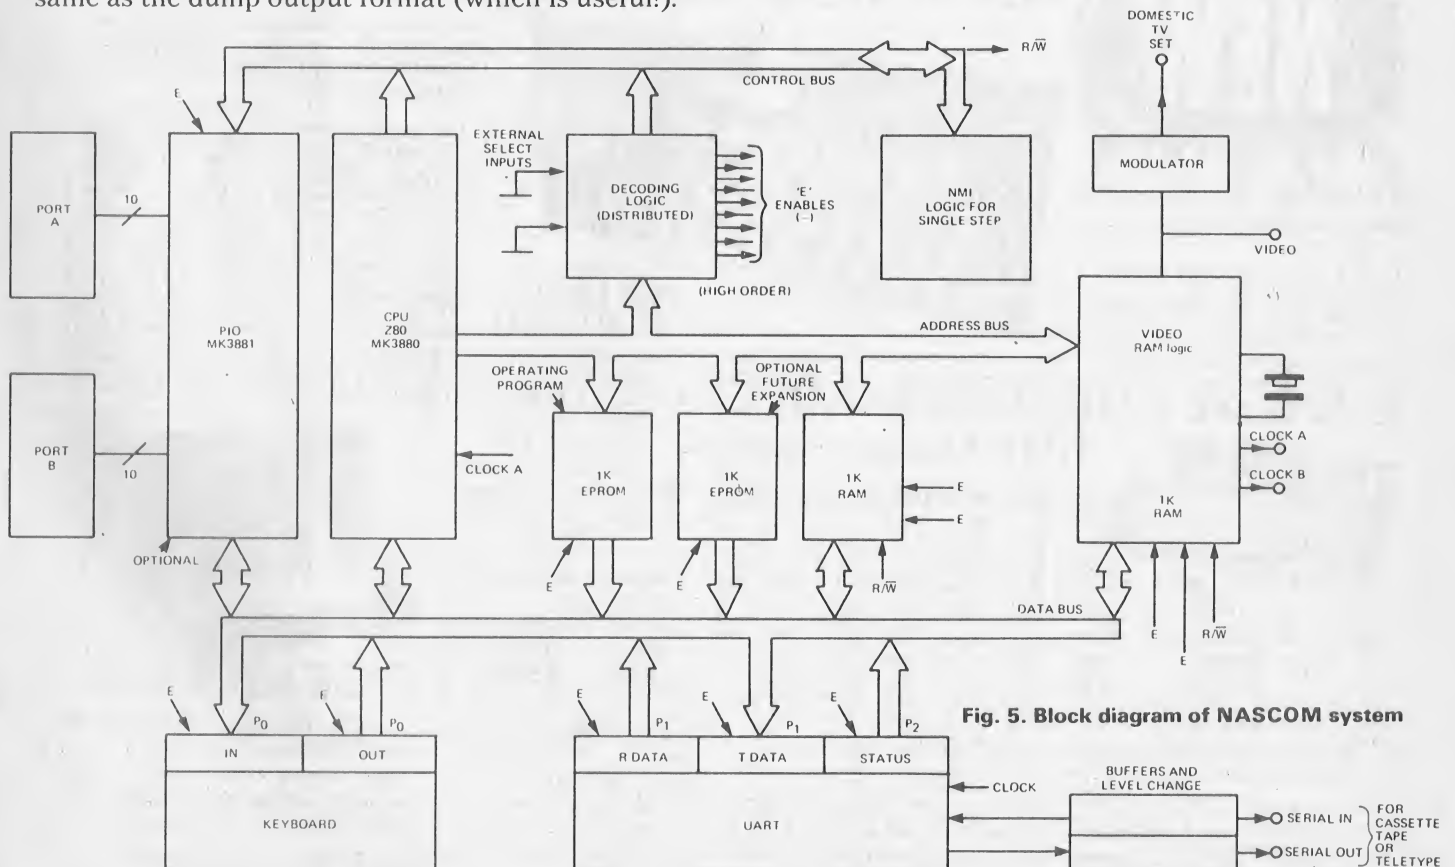 same as the dump output format (which is useful!).
DOMESTIC
TV
SET
R/W̅
CONTROL BUS
E
EXTERNAL
SELECT
INPUTS
MODULATOR
PORT
A
10
DECODING
LOGIC
(DISTRIBUTED)
'E'
ENABLES
(–)
NMI
LOGIC FOR
SINGLE STEP
VIDEO
(HIGH ORDER)
PIO
MK3881
CPU
Z80
MK3880
ADDRESS BUS
VIDEO
RAM logic
OPERATING
PROGRAM
OPTIONAL
FUTURE
EXPANSION
PORT
B
10
CLOCK A
1K
EPROM
1K
EPROM
1K
RAM
E
E
CLOCK A
CLOCK B
1K
RAM
OPTIONAL
E
E
R/W̅
DATA BUS
E
E
R/W̅
E
P0
E
P0
E
P1
E
P1
E
P2
Fig. 5. Block diagram of NASCOM system
IN
OUT
R DATA
T DATA
STATUS
BUFFERS AND
LEVEL CHANGE
CLOCK
KEYBOARD
UART
SERIAL IN
SERIAL OUT
FOR
CASSETTE
TAPE
OR
TELETYPE